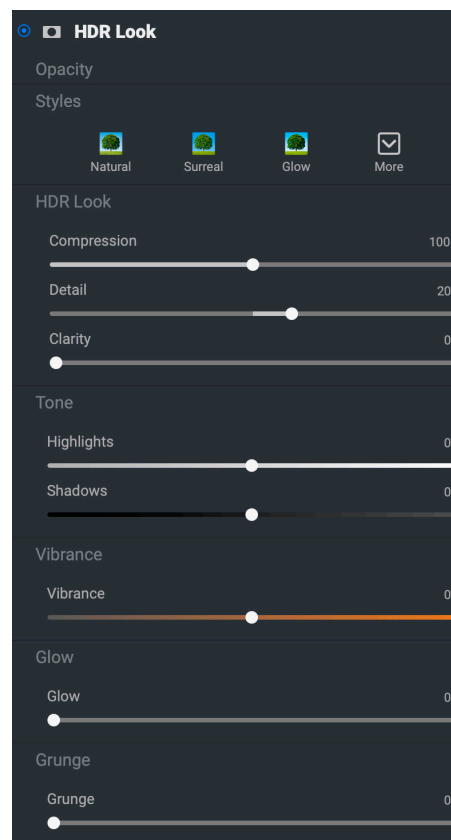 HDR Look
Opacity
Styles
Natural Surreal Glow More
HDR Look
Compression 100
Detail 20
Clarity 0
Tone
Highlights 0
Shadows 0
Vibrance
Vibrance 0
Glow
Glow 0
Grunge
Grunge 0